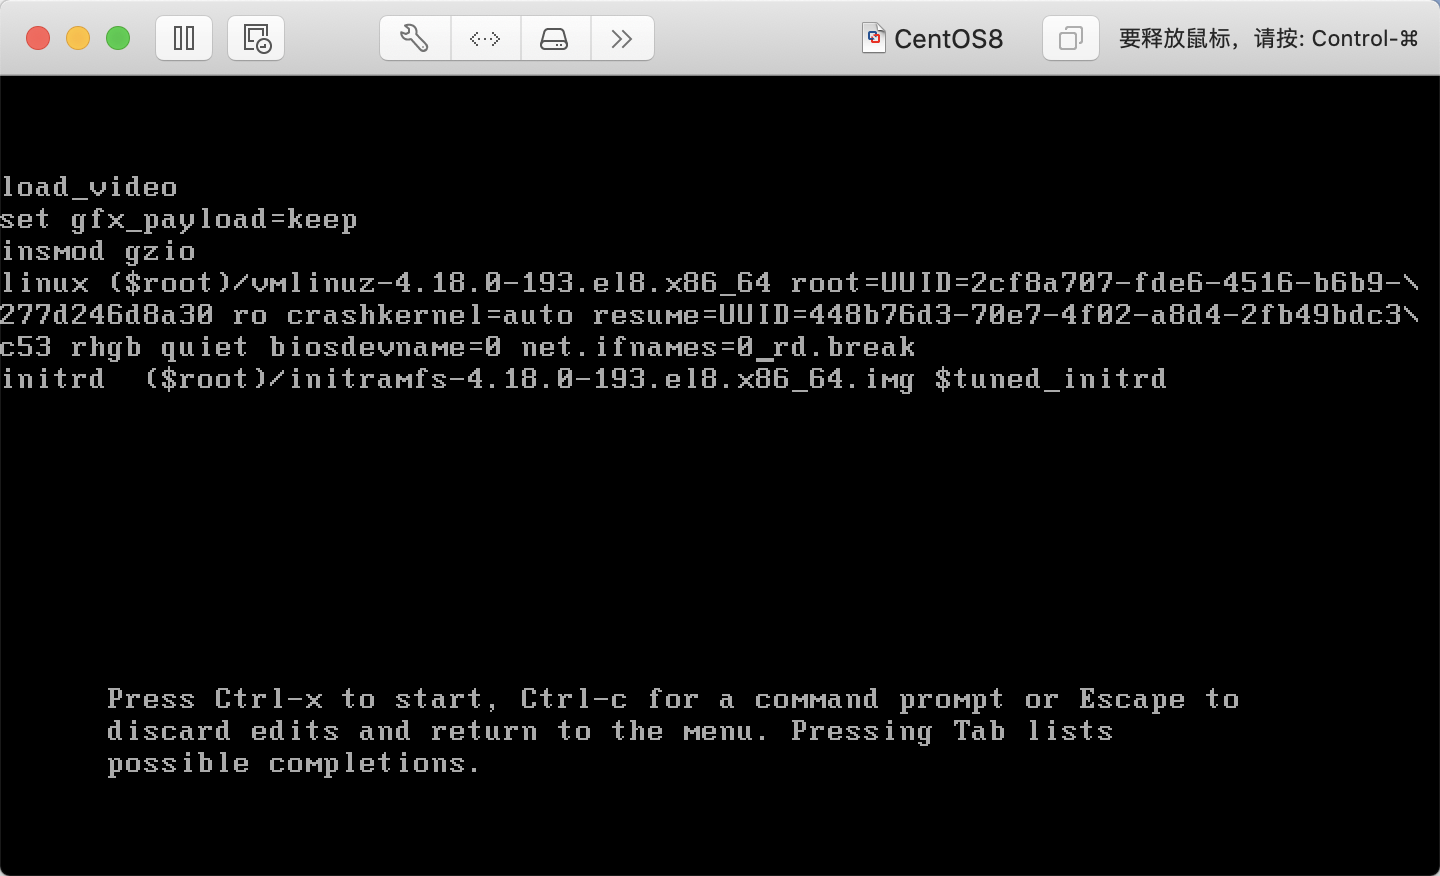 CentOS8
要释放鼠标，请按: Control-⌘
load_video
set gfx_payload=keep
insmod gzio
linux ($root)/vmlinuz-4.18.0-193.el8.x86_64 root=UUID=2cf8a707-fde6-4516-b6b9-\
277d246d8a30 ro crashkernel=auto resume=UUID=448b76d3-70e7-4f02-a8d4-2fb49bdc3\
c53 rhgb quiet biosdevname=0 net.ifnames=0_rd.break
initrd  ($root)/initramfs-4.18.0-193.el8.x86_64.img $tuned_initrd
Press Ctrl-x to start, Ctrl-c for a command prompt or Escape to
discard edits and return to the menu. Pressing Tab lists
possible completions.